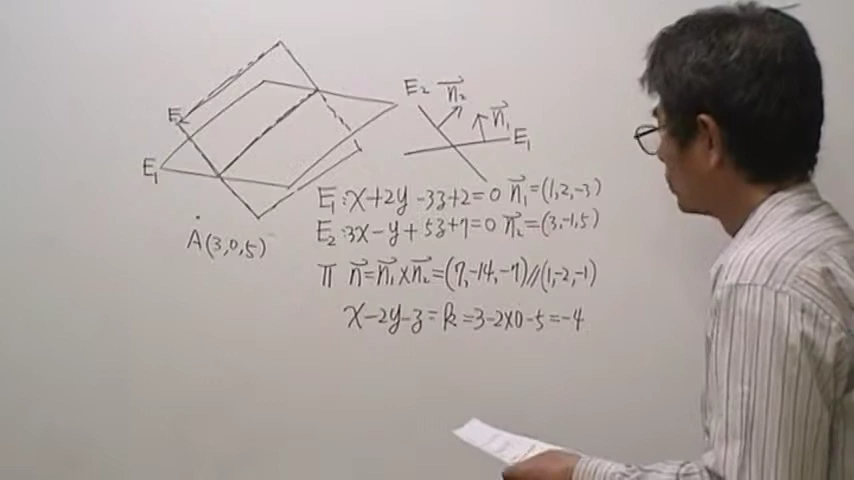 E₂
E₁
A(3,0,5)
E₂ n₂⃗
n₁⃗
E₁
E₁:x+2y-3z+2=0 n₁⃗=(1,2,-3)
E₂:3x-y+5z+7=0 n₂⃗=(3,-1,5)
π n⃗=n₁⃗×n₂⃗=(7,-14,-7)//(1,-2,-1)
x-2y-z=k=3-2×0-5=-4